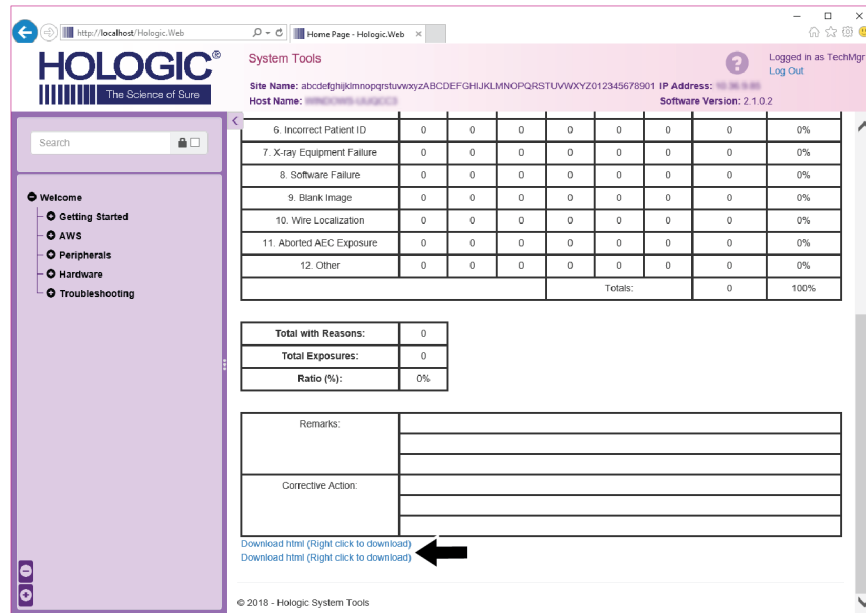 http://localhost/Hologic.Web
Home Page - Hologic.Web
HOLOGIC®
The Science of Sure
System Tools
?
Logged in as TechMgr
Log Out
Site Name: abcdefghijklmnopqrstuvwxyzABCDEFGHIJKLMNOPQRSTUVWXYZ012345678901 IP Address:
Host Name: Software Version: 2.1.0.2
Search
Welcome
Getting Started
AWS
Peripherals
Hardware
Troubleshooting
6. Incorrect Patient ID 0 0 0 0 0 0 0 0%
7. X-ray Equipment Failure 0 0 0 0 0 0 0 0%
8. Software Failure 0 0 0 0 0 0 0 0%
9. Blank Image 0 0 0 0 0 0 0 0%
10. Wire Localization 0 0 0 0 0 0 0 0%
11. Aborted AEC Exposure 0 0 0 0 0 0 0 0%
12. Other 0 0 0 0 0 0 0 0%
Totals: 0 100%
Total with Reasons: 0
Total Exposures: 0
Ratio (%): 0%
Remarks:
Corrective Action:
Download html (Right click to download)
Download html (Right click to download)
© 2018 - Hologic System Tools